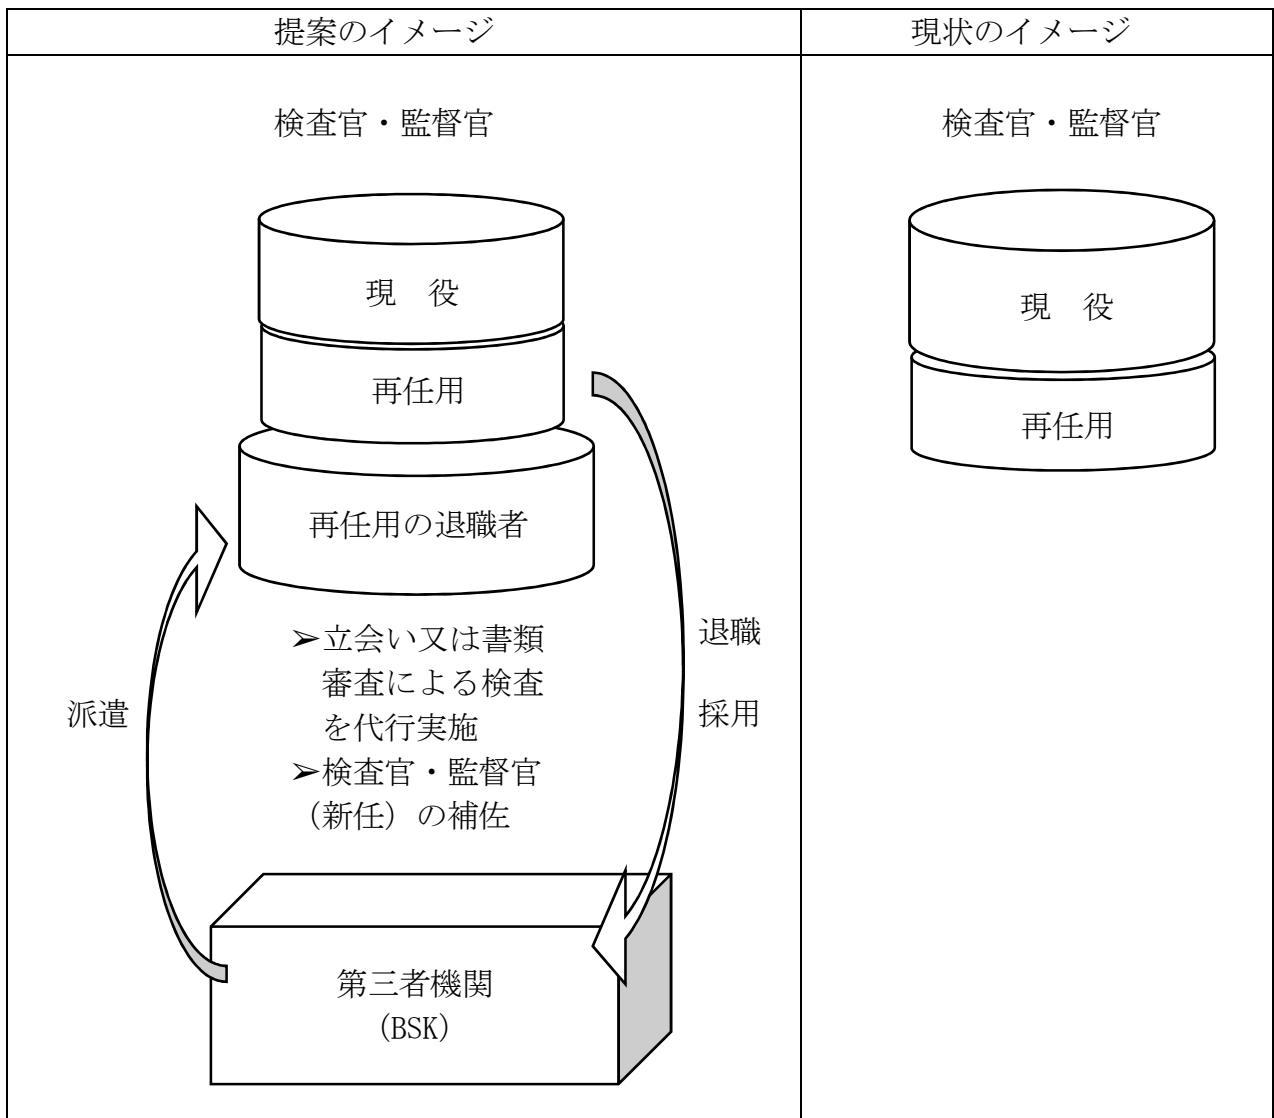 提案のイメージ
現状のイメージ
検査官・監督官
現　役
再任用
再任用の退職者
➢立会い又は書類
審査による検査
を代行実施
➢検査官・監督官
（新任）の補佐
派遣
退職
採用
第三者機関
(BSK)
検査官・監督官
現　役
再任用